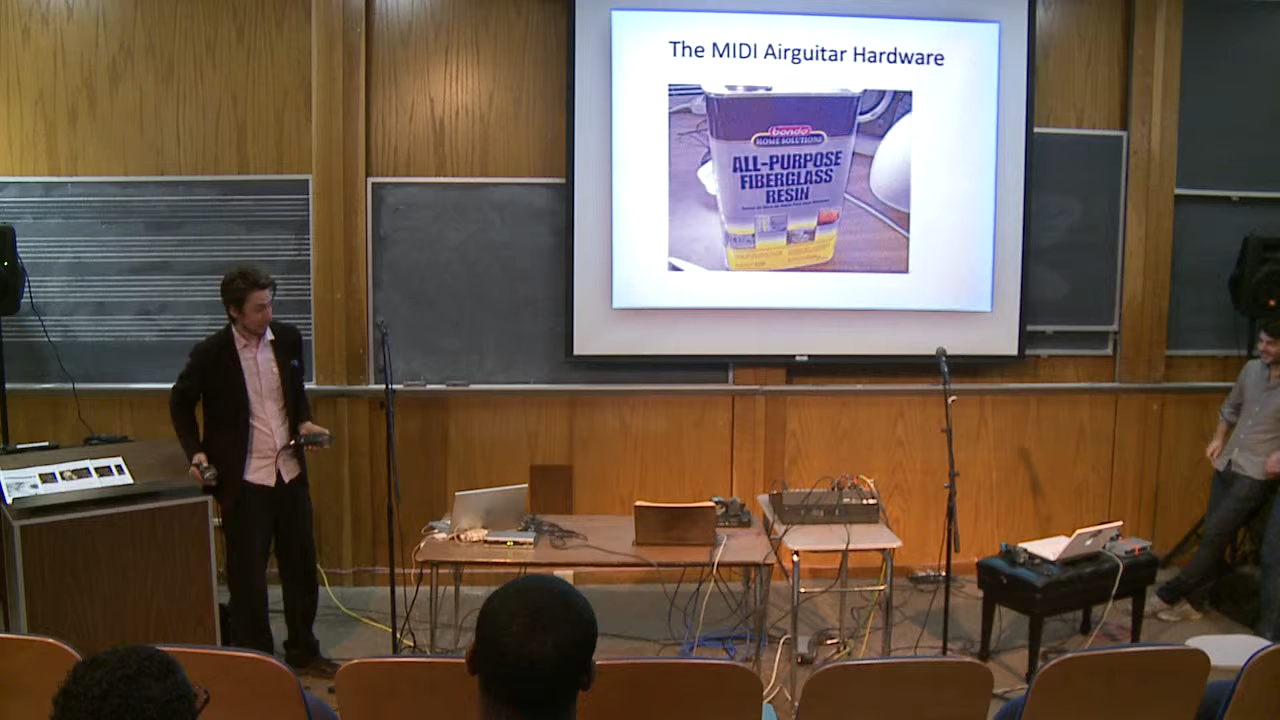 The MIDI Airguitar Hardware
bondo
HOME SOLUTIONS
ALL-PURPOSE
FIBERGLASS
RESIN